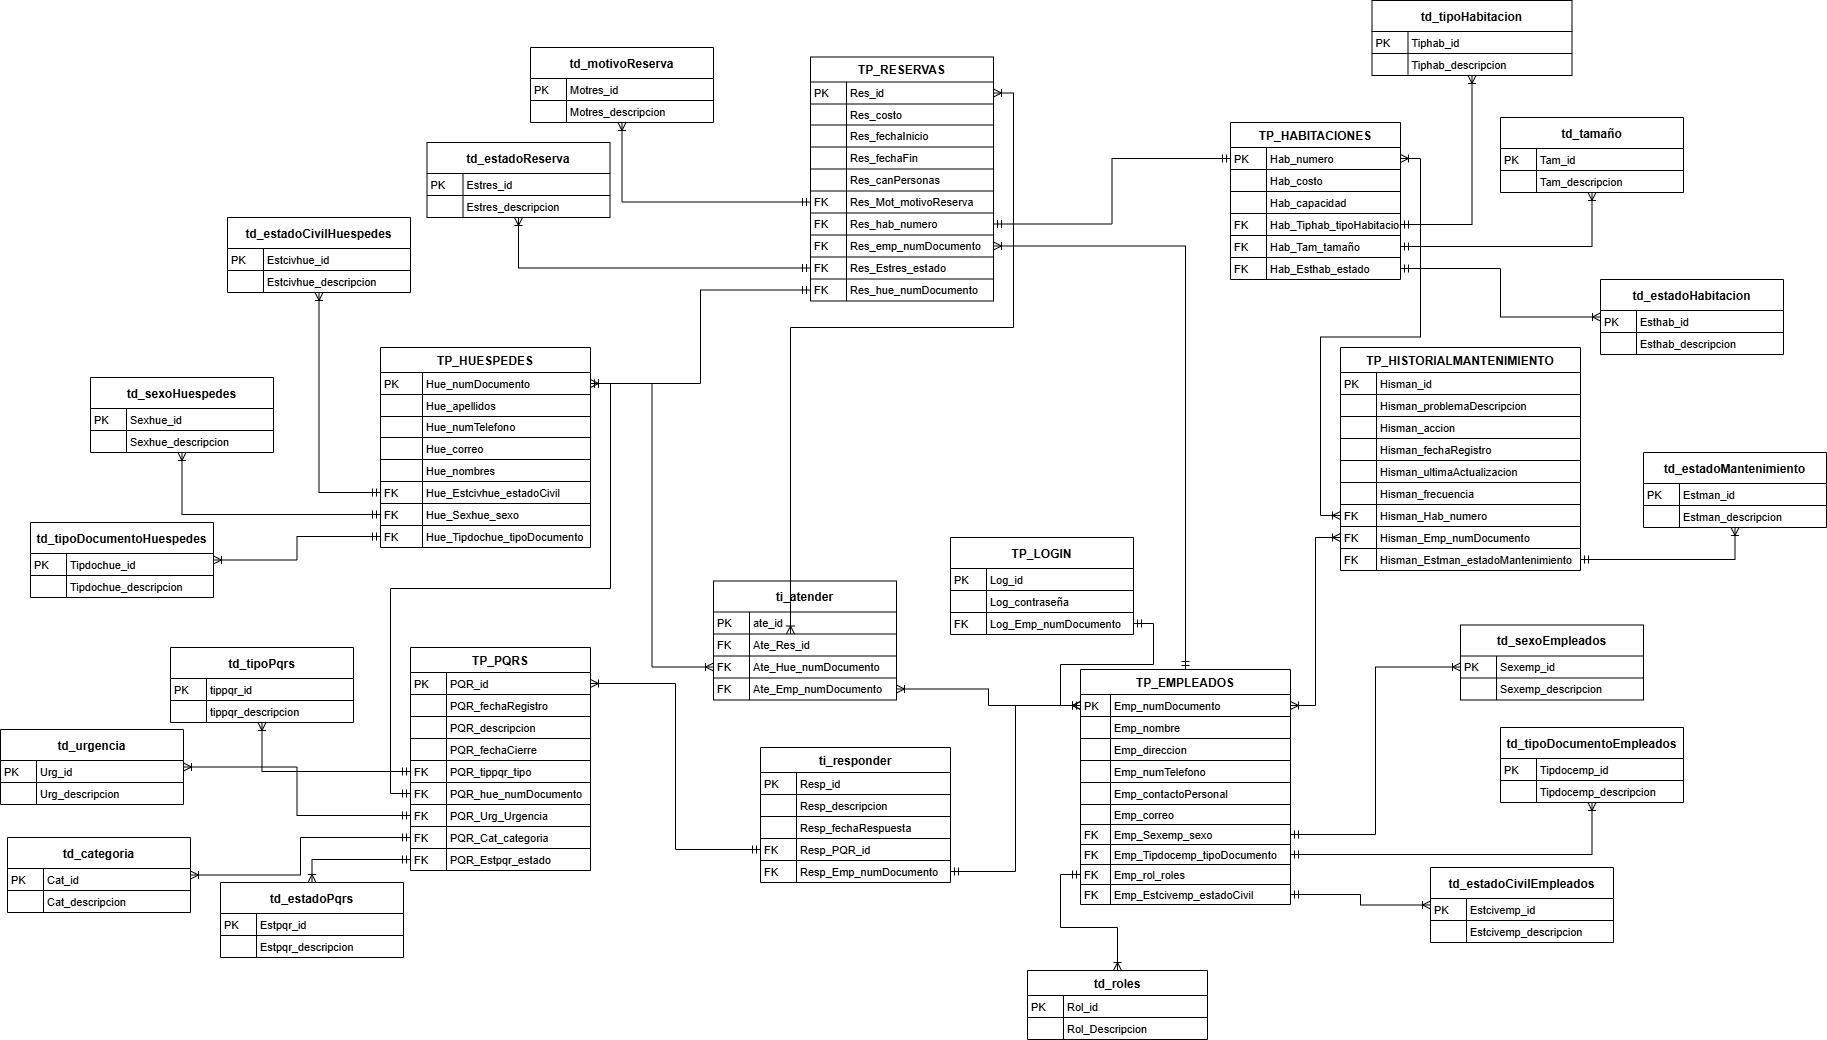 td_tipoHabitacion
PK Tiphab_id
Tiphab_descripcion
td_motivoReserva
PK Motres_id
Motres_descripcion
TP_RESERVAS
PK Res_id
Res_costo
Res_fechaInicio
Res_fechaFin
Res_canPersonas
FK Res_Mot_motivoReserva
FK Res_hab_numero
FK Res_emp_numDocumento
FK Res_Estres_estado
FK Res_hue_numDocumento
TP_HABITACIONES
PK Hab_numero
Hab_costo
Hab_capacidad
FK Hab_Tiphab_tipoHabitacio
FK Hab_Tam_tamaño
FK Hab_Esthab_estado
td_tamaño
PK Tam_id
Tam_descripcion
td_estadoReserva
PK Estres_id
Estres_descripcion
td_estadoCivilHuespedes
PK Estcivhue_id
Estcivhue_descripcion
td_estadoHabitacion
PK Esthab_id
Esthab_descripcion
TP_HUESPEDES
PK Hue_numDocumento
Hue_apellidos
Hue_numTelefono
Hue_correo
Hue_nombres
FK Hue_Estcivhue_estadoCivil
FK Hue_Sexhue_sexo
FK Hue_Tipdochue_tipoDocumento
TP_HISTORIALMANTENIMIENTO
PK Hisman_id
Hisman_problemaDescripcion
Hisman_accion
Hisman_fechaRegistro
Hisman_ultimaActualizacion
Hisman_frecuencia
FK Hisman_Hab_numero
FK Hisman_Emp_numDocumento
FK Hisman_Estman_estadoMantenimiento
td_sexoHuespedes
PK Sexhue_id
Sexhue_descripcion
td_estadoMantenimiento
PK Estman_id
Estman_descripcion
td_tipoDocumentoHuespedes
PK Tipdochue_id
Tipdochue_descripcion
TP_LOGIN
PK Log_id
Log_contraseña
FK Log_Emp_numDocumento
ti_atender
PK ate_id
FK Ate_Res_id
FK Ate_Hue_numDocumento
FK Ate_Emp_numDocumento
td_sexoEmpleados
PK Sexemp_id
Sexemp_descripcion
td_tipoPqrs
PK tippqr_id
tippqr_descripcion
TP_PQRS
PK PQR_id
PQR_fechaRegistro
PQR_descripcion
PQR_fechaCierre
FK PQR_tippqr_tipo
FK PQR_hue_numDocumento
FK PQR_Urg_Urgencia
FK PQR_Cat_categoria
FK PQR_Estpqr_estado
TP_EMPLEADOS
PK Emp_numDocumento
Emp_nombre
Emp_direccion
Emp_numTelefono
Emp_contactoPersonal
Emp_correo
FK Emp_Sexemp_sexo
FK Emp_Tipdocemp_tipoDocumento
FK Emp_rol_roles
FK Emp_Estcivemp_estadoCivil
td_urgencia
PK Urg_id
Urg_descripcion
td_tipoDocumentoEmpleados
PK Tipdocemp_id
Tipdocemp_descripcion
ti_responder
PK Resp_id
Resp_descripcion
Resp_fechaRespuesta
FK Resp_PQR_id
FK Resp_Emp_numDocumento
td_categoria
PK Cat_id
Cat_descripcion
td_estadoCivilEmpleados
PK Estcivemp_id
Estcivemp_descripcion
td_estadoPqrs
PK Estpqr_id
Estpqr_descripcion
td_roles
PK Rol_id
Rol_Descripcion